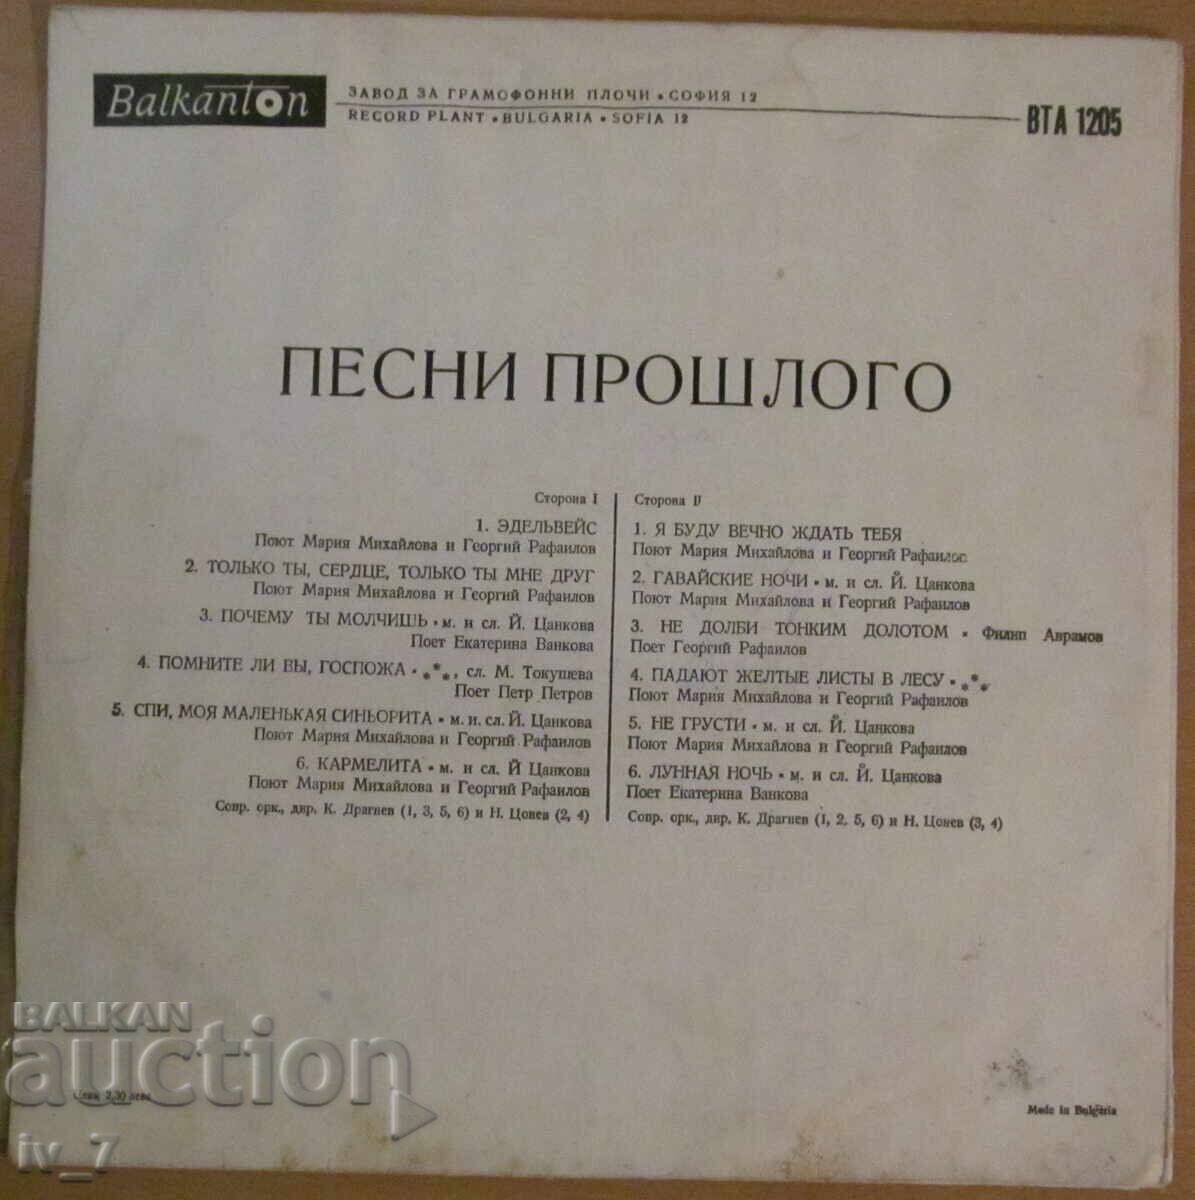 Balkanton
ЗАВОД ЗА ГРАМОФОННИ ПЛОЧИ • СОФИЯ 12
RECORD PLANT • BULGARIA • SOFIA 12
ВТА 1205
ПЕСНИ ПРОШЛОГО
Сторона I
1. ЭДЕЛЬВЕЙС
Поют Мария Михайлова и Георгий Рафаилов
2. ТОЛЬКО ТЫ, СЕРДЦЕ, ТОЛЬКО ТЫ МНЕ ДРУГ
Поют Мария Михайлова и Георгий Рафаилов
3. ПОЧЕМУ ТЫ МОЛЧИШЬ • м. и сл. Й. Цанкова
Поет Екатерина Ванкова
4. ПОМНИТЕ ЛИ ВЫ, ГОСПОЖА • ***, сл. М. Токушева
Поет Петр Петров
5. СПИ, МОЯ МАЛЕНЬКАЯ СИНЬОРИТА • м. и сл. Й. Цанкова
Поют Мария Михайлова и Георгий Рафаилов
6. КАРМЕЛИТА • м. и сл. Й Цанкова
Поют Мария Михайлова и Георгий Рафаилов
Сопр. орк., дир. К. Драгнев (1, 3, 5, 6) и Н. Цонев (2, 4)
Сторона II
1. Я БУДУ ВЕЧНО ЖДАТЬ ТЕБЯ
Поют Мария Михайлова и Георгий Рафаилов
2. ГАВАЙСКИЕ НОЧИ • м. и сл. Й. Цанкова
Поют Мария Михайлова и Георгий Рафаилов
3. НЕ ДОЛБИ ТОНКИМ ДОЛОТОМ • Филип Аврамов
Поет Георгий Рафаилов
4. ПАДАЮТ ЖЕЛТЫЕ ЛИСТЫ В ЛЕСУ • ***
Поют Мария Михайлова и Георгий Рафаилов
5. НЕ ГРУСТИ • м. и сл. Й. Цанкова
Поют Мария Михайлова и Георгий Рафаилов
6. ЛУННАЯ НОЧЬ • м. и сл. Й. Цанкова
Поет Екатерина Ванкова
Сопр. орк., дир. К. Драгнев (1, 2, 5, 6) и Н. Цонев (3, 4)
BALKAN
auction
Цена 2,30 лева
Made in Bulgaria
iv_7